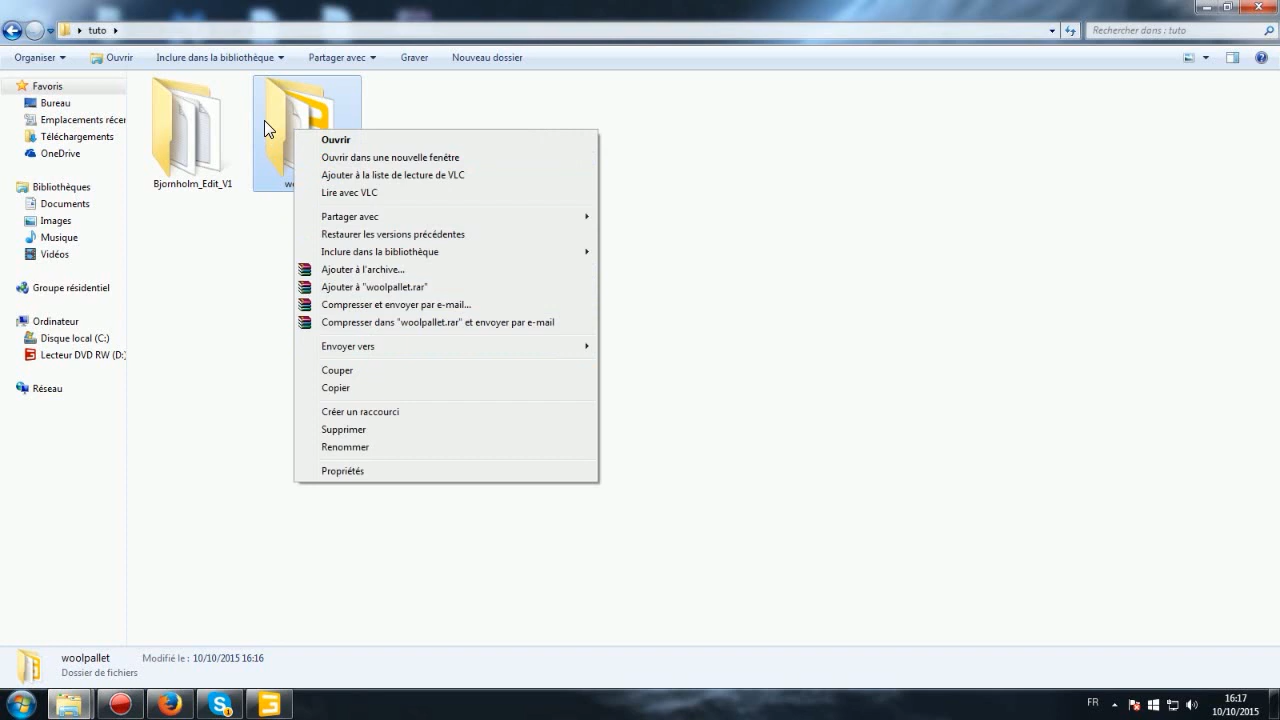 tuto
Rechercher dans : tuto
Organiser
Ouvrir
Inclure dans la bibliothèque
Partager avec
Graver
Nouveau dossier
Favoris
Bureau
Emplacements récer
Téléchargements
OneDrive
Bibliothèques
Documents
Images
Musique
Vidéos
Groupe résidentiel
Ordinateur
Disque local (C:)
Lecteur DVD RW (D:)
Réseau
Bjornholm_Edit_V1
Ouvrir
Ouvrir dans une nouvelle fenêtre
Ajouter à la liste de lecture de VLC
Lire avec VLC
Partager avec
Restaurer les versions précédentes
Inclure dans la bibliothèque
Ajouter à l'archive...
Ajouter à "woolpallet.rar"
Compresser et envoyer par e-mail...
Compresser dans "woolpallet.rar" et envoyer par e-mail
Envoyer vers
Couper
Copier
Créer un raccourci
Supprimer
Renommer
Propriétés
woolpallet Modifié le : 10/10/2015 16:16
Dossier de fichiers
FR
16:17
10/10/2015